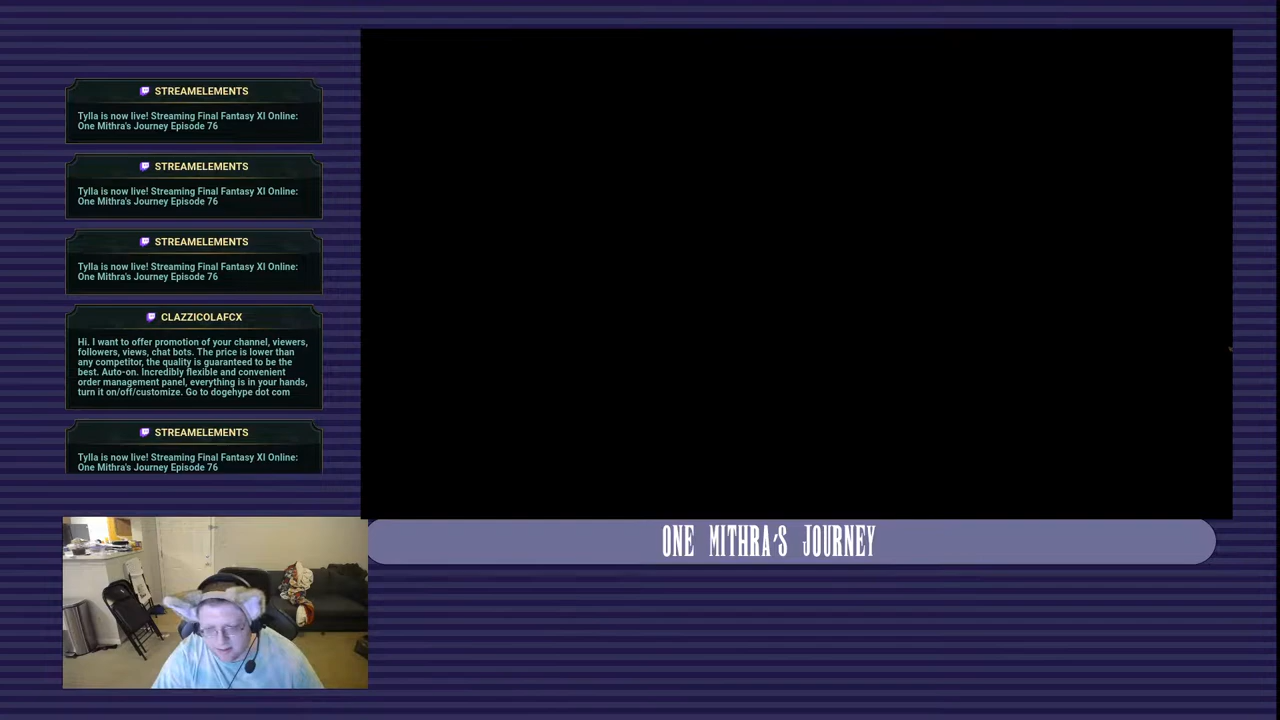 STREAMELEMENTS
Tylla is now live! Streaming Final Fantasy XI Online:
One Mithra's Journey Episode 76
STREAMELEMENTS
Tylla is now live! Streaming Final Fantasy XI Online:
One Mithra's Journey Episode 76
STREAMELEMENTS
Tylla is now live! Streaming Final Fantasy XI Online:
One Mithra's Journey Episode 76
CLAZZICOLAFCX
Hi. I want to offer promotion of your channel, viewers,
followers, views, chat bots. The price is lower than
any competitor, the quality is guaranteed to be the
best. Auto-on. Incredibly flexible and convenient
order management panel, everything is in your hands,
turn it on/off/customize. Go to dogehype dot com
STREAMELEMENTS
Tylla is now live! Streaming Final Fantasy XI Online:
One Mithra's Journey Episode 76
ONE MITHRA'S JOURNEY